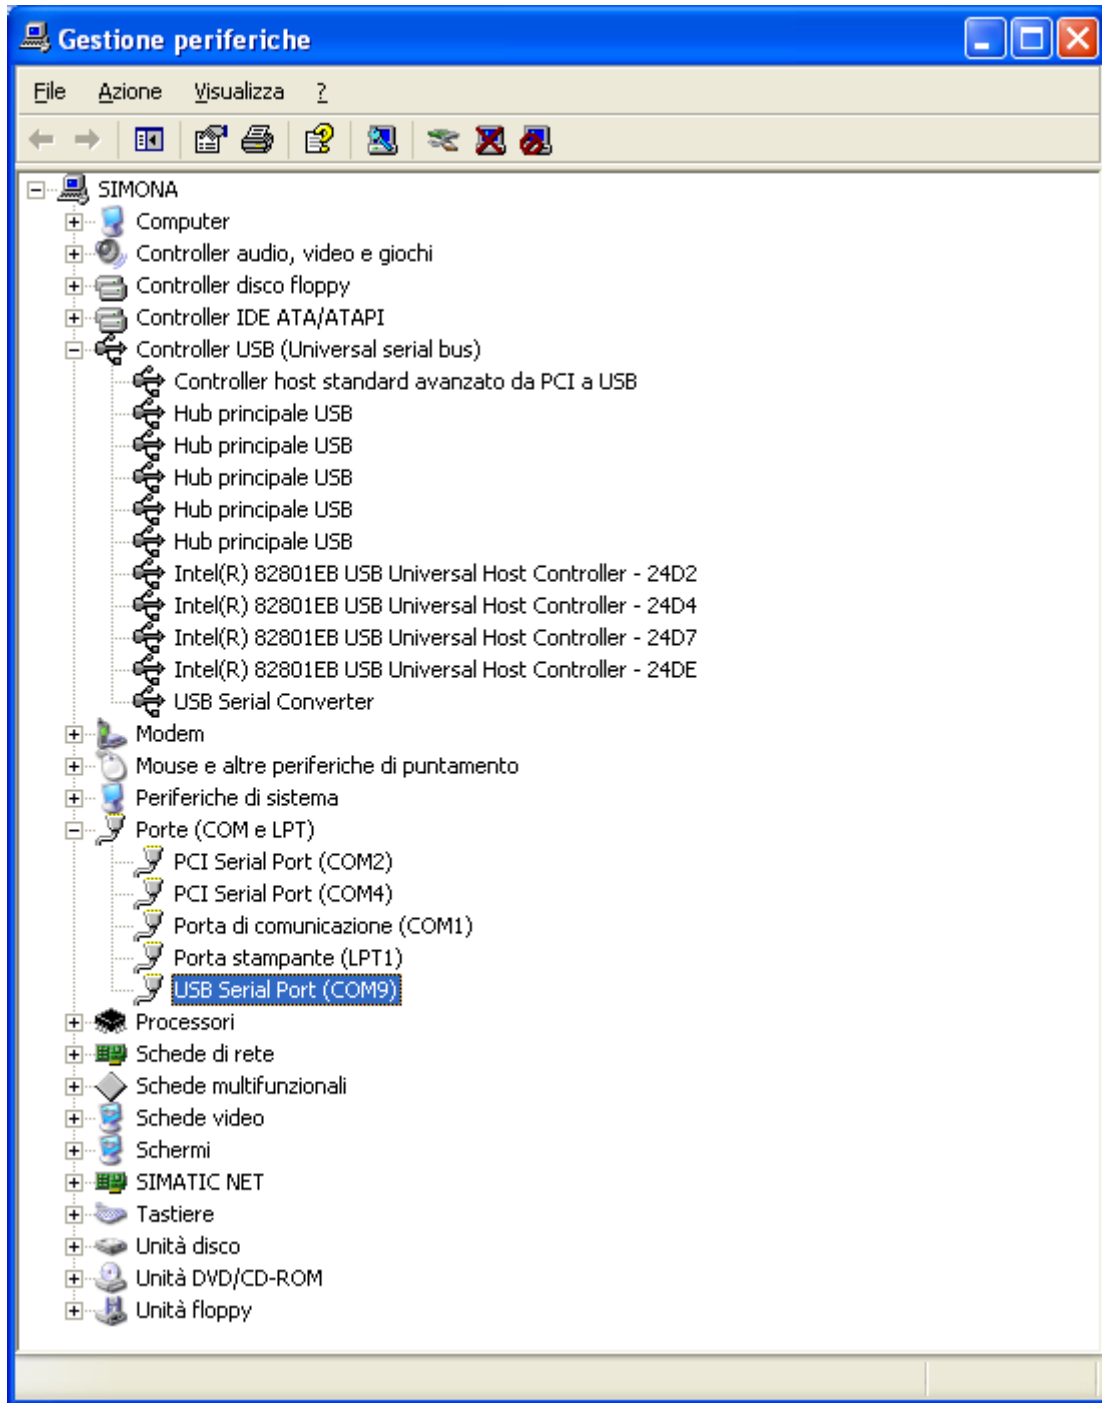 Gestione periferiche
File Azione Visualizza ?
SIMONA
Computer
Controller audio, video e giochi
Controller disco floppy
Controller IDE ATA/ATAPI
Controller USB (Universal serial bus)
Controller host standard avanzato da PCI a USB
Hub principale USB
Hub principale USB
Hub principale USB
Hub principale USB
Hub principale USB
Intel(R) 82801EB USB Universal Host Controller - 24D2
Intel(R) 82801EB USB Universal Host Controller - 24D4
Intel(R) 82801EB USB Universal Host Controller - 24D7
Intel(R) 82801EB USB Universal Host Controller - 24DE
USB Serial Converter
Modem
Mouse e altre periferiche di puntamento
Periferiche di sistema
Porte (COM e LPT)
PCI Serial Port (COM2)
PCI Serial Port (COM4)
Porta di comunicazione (COM1)
Porta stampante (LPT1)
USB Serial Port (COM9)
Processori
Schede di rete
Schede multifunzionali
Schede video
Schermi
SIMATIC NET
Tastiere
Unità disco
Unità DVD/CD-ROM
Unità floppy